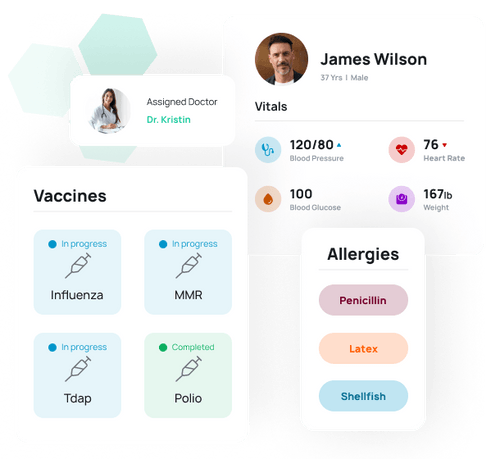 James Wilson
37 Yrs | Male
Assigned Doctor
Dr. Kristin
Vitals
120/80
Blood Pressure
76
Heart Rate
100
Blood Glucose
167lb
Weight
Vaccines
In progress
Influenza
In progress
MMR
In progress
Tdap
Completed
Polio
Allergies
Penicillin
Latex
Shellfish